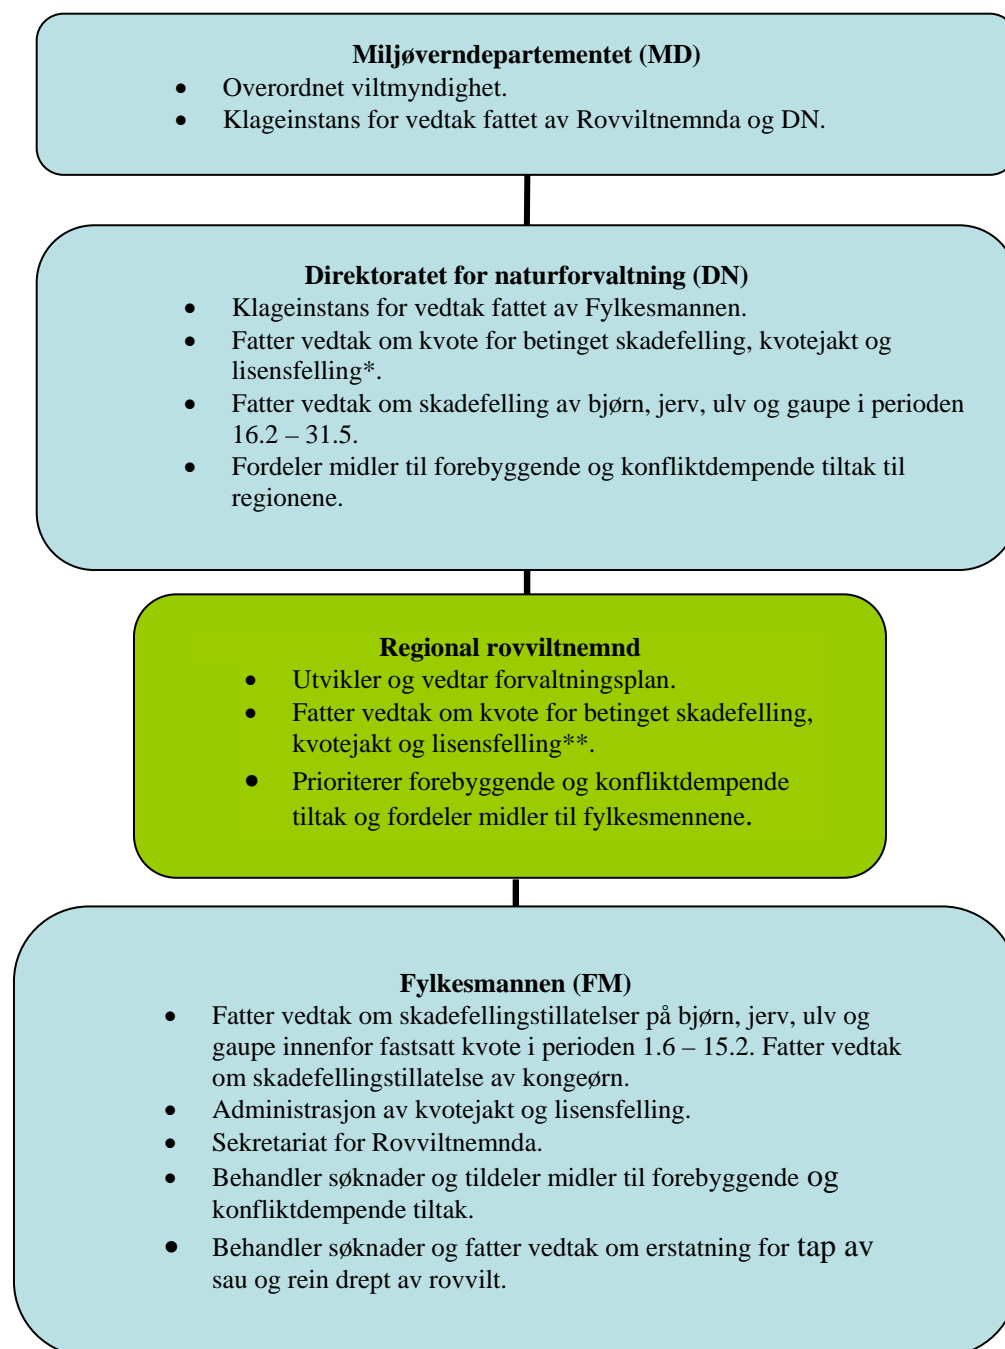 Miljøverndepartementet (MD)
• Overordnet viltmyndighet.
• Klageinstans for vedtak fattet av Rovviltnemnda og DN.
Direktoratet for naturforvaltning (DN)
• Klageinstans for vedtak fattet av Fylkesmannen.
• Fatter vedtak om kvote for betinget skadefelling, kvotejakt og
lisensfelling*.
• Fatter vedtak om skadefelling av bjørn, jerv, ulv og gaupe i perioden
16.2 – 31.5.
• Fordeler midler til forebyggende og konfliktdempende tiltak til
regionene.
Regional rovviltnemnd
• Utvikler og vedtar forvaltningsplan.
• Fatter vedtak om kvote for betinget skadefelling,
kvotejakt og lisensfelling**.
• Prioriterer forebyggende og konfliktdempende
tiltak og fordeler midler til fylkesmennene.
Fylkesmannen (FM)
• Fatter vedtak om skadefellingstillatelser på bjørn, jerv, ulv og
gaupe innenfor fastsatt kvote i perioden 1.6 – 15.2. Fatter vedtak
om skadefellingstillatelse av kongeørn.
• Administrasjon av kvotejakt og lisensfelling.
• Sekretariat for Rovviltnemnda.
• Behandler søknader og tildeler midler til forebyggende og
konfliktdempende tiltak.
• Behandler søknader og fatter vedtak om erstatning for tap av
sau og rein drept av rovvilt.